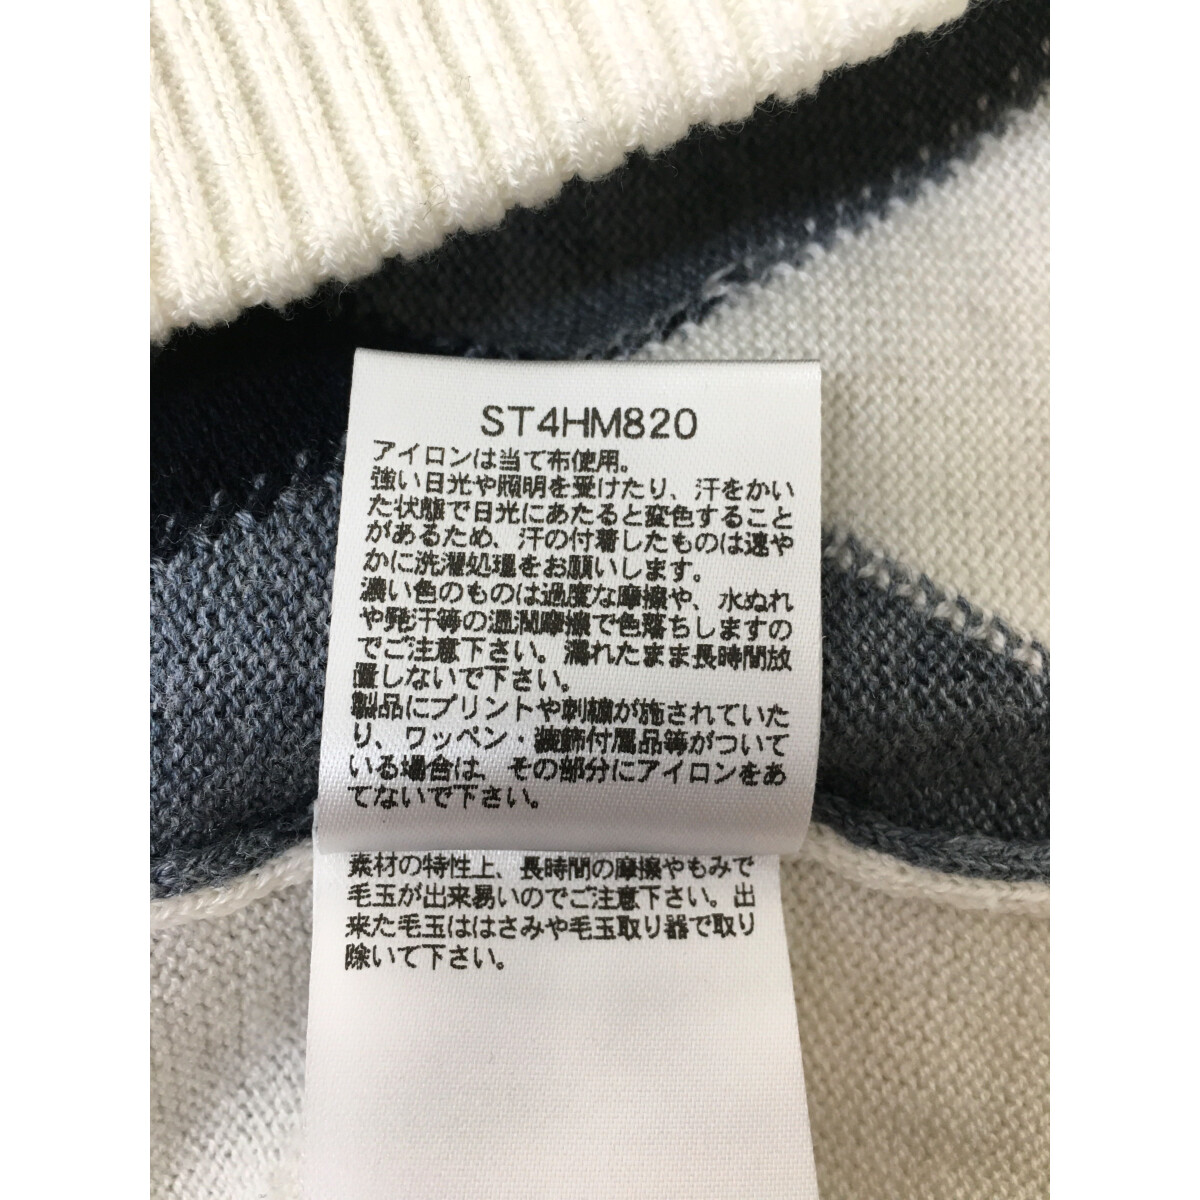 ST4HM820
アイロンは当て布使用。
強い日光や照明を受けたり、汗をかい
た状態で日光にあたると変色すること
があるため、汗の付着したものは速や
かに洗濯処理をお願いします。
濃い色のものは過度な摩擦や、水ぬれ
や発汗等の湿潤摩擦で色落ちしますの
でご注意下さい。濡れたまま長時間放
置しないで下さい。
製品にプリントや刺繍が施されていた
り、ワッペン・装飾付属品等がついて
いる場合は、その部分にアイロンをあ
てないで下さい。
素材の特性上、長時間の摩擦やもみで
毛玉が出来易いのでご注意下さい。出
来た毛玉ははさみや毛玉取り器で取り
除いて下さい。